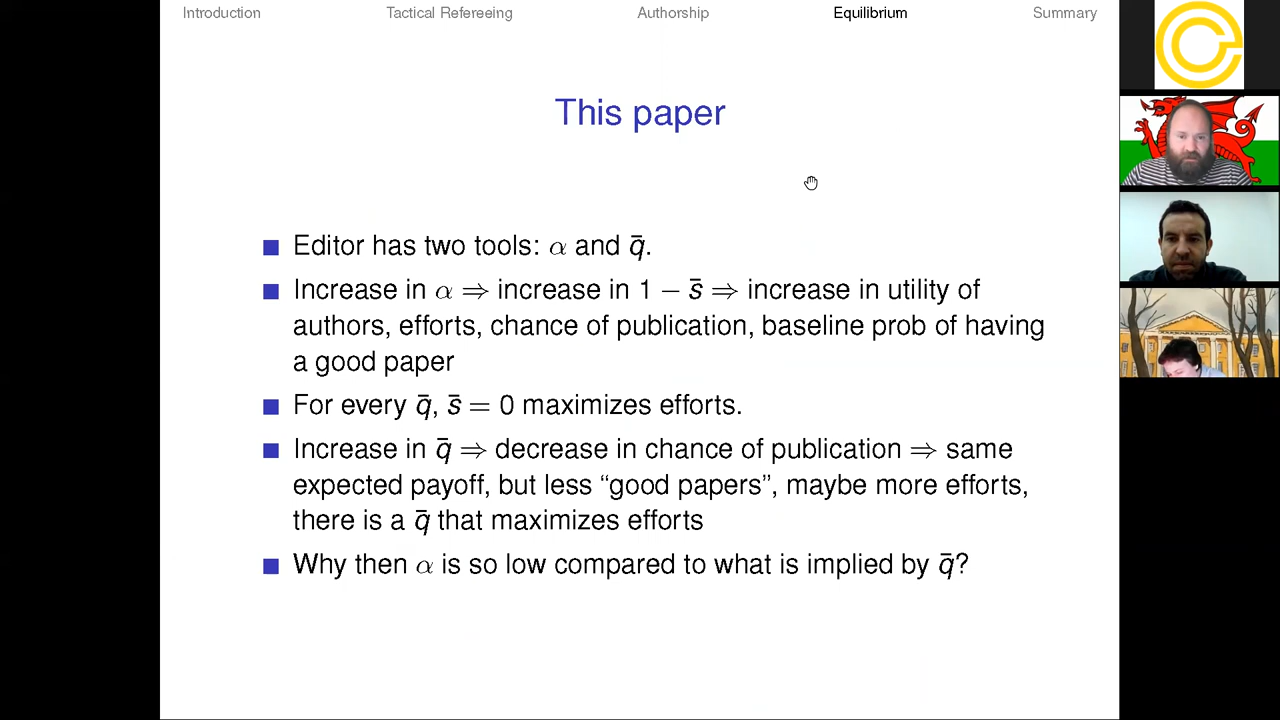 Introduction Tactical Refereeing Authorship Equilibrium Summary
This paper
Editor has two tools: α and q̄.
Increase in α ⇒ increase in 1 − s̄ ⇒ increase in utility of
authors, efforts, chance of publication, baseline prob of having
a good paper
For every q̄, s̄ = 0 maximizes efforts.
Increase in q̄ ⇒ decrease in chance of publication ⇒ same
expected payoff, but less “good papers”, maybe more efforts,
there is a q̄ that maximizes efforts
Why then α is so low compared to what is implied by q̄?